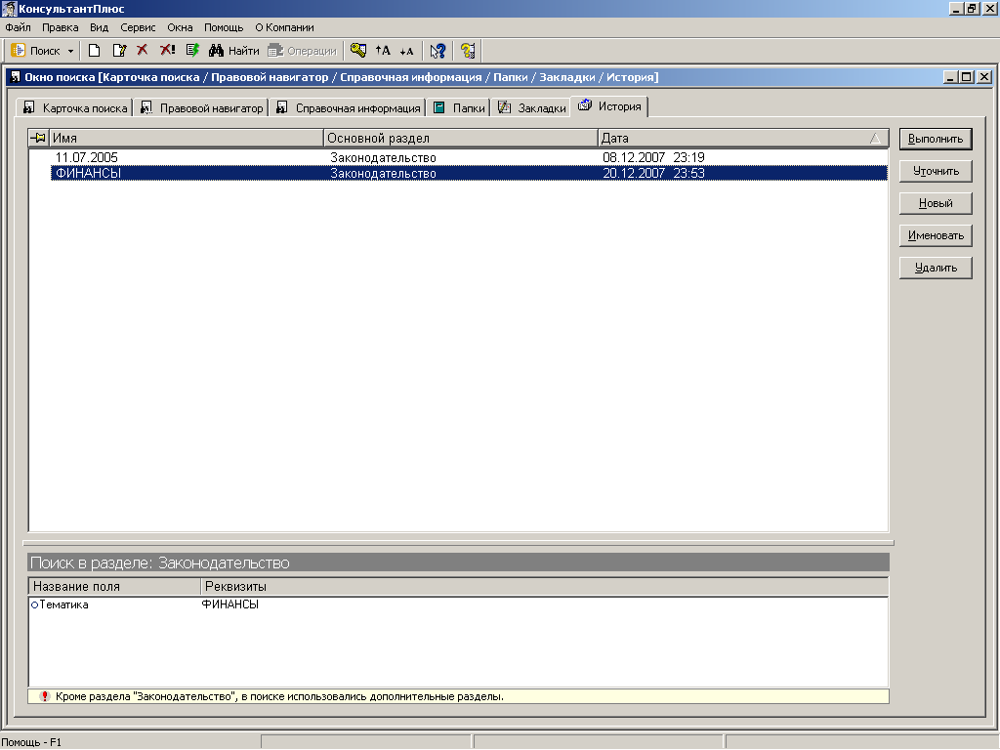 КонсультантПлюс
Файл Правка Вид Сервис Окна Помощь О Компании
Поиск Найти Операции
Окно поиска [Карточка поиска / Правовой навигатор / Справочная информация / Папки / Закладки / История]
Карточка поиска Правовой навигатор Справочная информация Папки Закладки История
Имя Основной раздел Дата
11.07.2005 Законодательство 08.12.2007 23:19
ФИНАНСЫ Законодательство 20.12.2007 23:53
Выполнить
Уточнить
Новый
Именовать
Удалить
Поиск в разделе: Законодательство
Название поля Реквизиты
Тематика ФИНАНСЫ
Кроме раздела "Законодательство", в поиске использовались дополнительные разделы.
Помощь - F1